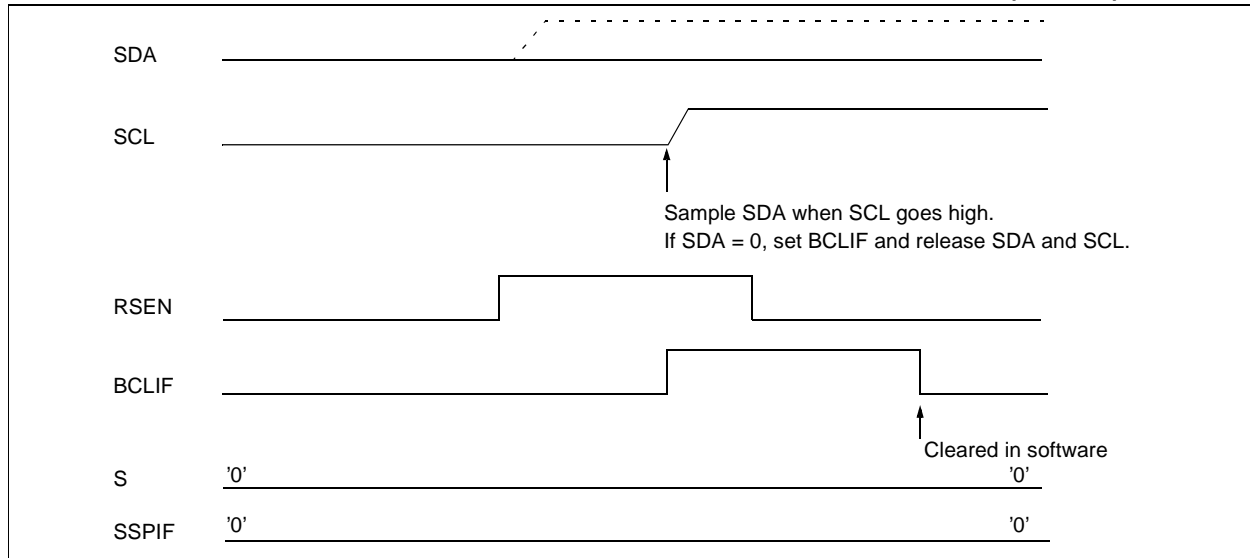 SDA
SCL
Sample SDA when SCL goes high.
If SDA = 0, set BCLIF and release SDA and SCL.
RSEN
BCLIF
Cleared in software
S
'0'
'0'
SSPIF
'0'
'0'